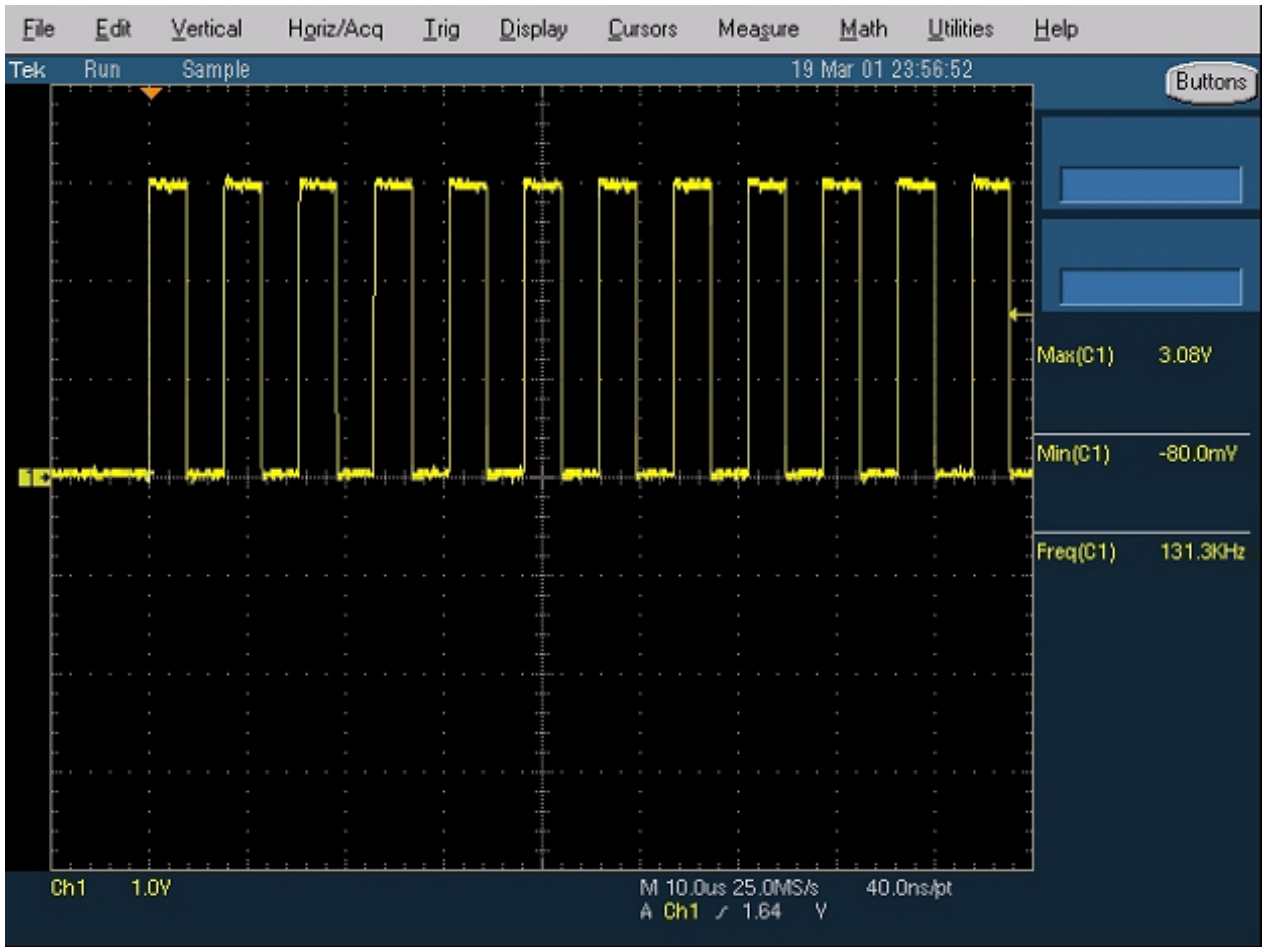 File Edit Vertical Horiz/Acq Trig Display Cursors Measure Math Utilities Help
Tek Run Sample 19 Mar 01 23:56:52
Buttons
Max(C1) 3.08V
Min(C1) -80.0mV
1
Freq(C1) 131.3KHz
Ch1 1.0V M 10.0us 25.0MS/s 40.0ns/pt
A Ch1 / 1.64 V